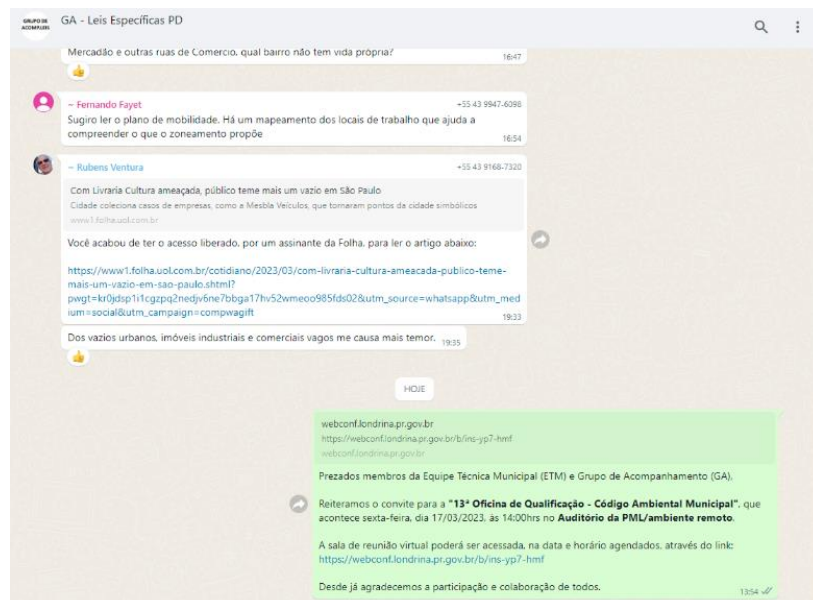 GRUPO DE
GA - Leis Específicas PD
Mercadão e outras ruas de Comercio, qual bairro não tem vida própria?
16:47
~ Fernando Fayet
+55 43 9947-6098
Sugiro ler o plano de mobilidade. Há um mapeamento dos locais de trabalho que ajuda a
compreender o que o zoneamento propõe
16:54
~ Rubens Ventura
+55 43 9168-7320
Com Livraria Cultura ameaçada, público teme mais um vazio em São Paulo
Cidade coleciona casos de empresas, como a Mesbla Veículos, que tornaram pontos da cidade simbólicos
www1.folha.uol.com.br
Você acabou de ter o acesso liberado, por um assinante da Folha, para ler o artigo abaixo:
https://www1.folha.uol.com.br/cotidiano/2023/03/com-livraria-cultura-ameacada-publico-teme-
mais-um-vazio-em-sao-paulo.shtml?
pwgt=kr0jdsp1i1cgzpq2nedjv6ne7bbga17hv52wmeoo985fds02&utm_source=whatsapp&utm_med
ium=social&utm_campaign=compwagift
19:33
Dos vazios urbanos, imóveis industriais e comerciais vagos me causa mais temor.
19:35
HOJE
webconf.londrina.pr.gov.br
https://webconf.londrina.pr.gov.br/b/ins-yp7-hmf
webconf.londrina.pr.gov.br
Prezados membros da Equipe Técnica Municipal (ETM) e Grupo de Acompanhamento (GA),
Reiteramos o convite para a "13ª Oficina de Qualificação - Código Ambiental Municipal", que
acontece sexta-feira, dia 17/03/2023, às 14:00hrs no Auditório da PML/ambiente remoto.
A sala de reunião virtual poderá ser acessada, na data e horário agendados, através do link:
https://webconf.londrina.pr.gov.br/b/ins-yp7-hmf
Desde já agradecemos a participação e colaboração de todos.
13:54